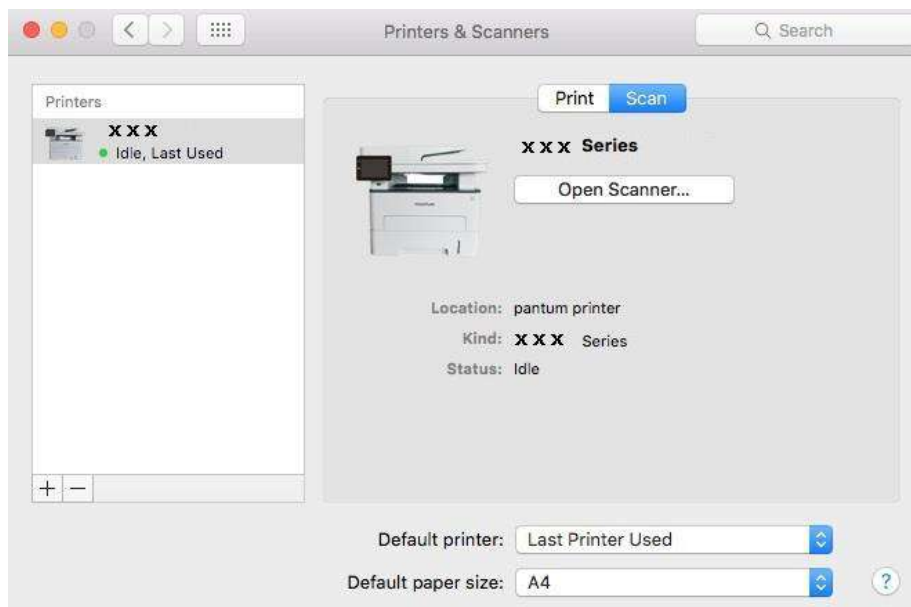 Printers & Scanners
Search
Printers
X X X
Idle, Last Used
+ −
Print Scan
X X X Series
Open Scanner...
Location: pantum printer
Kind: X X X Series
Status: Idle
Default printer: Last Printer Used
Default paper size: A4
?